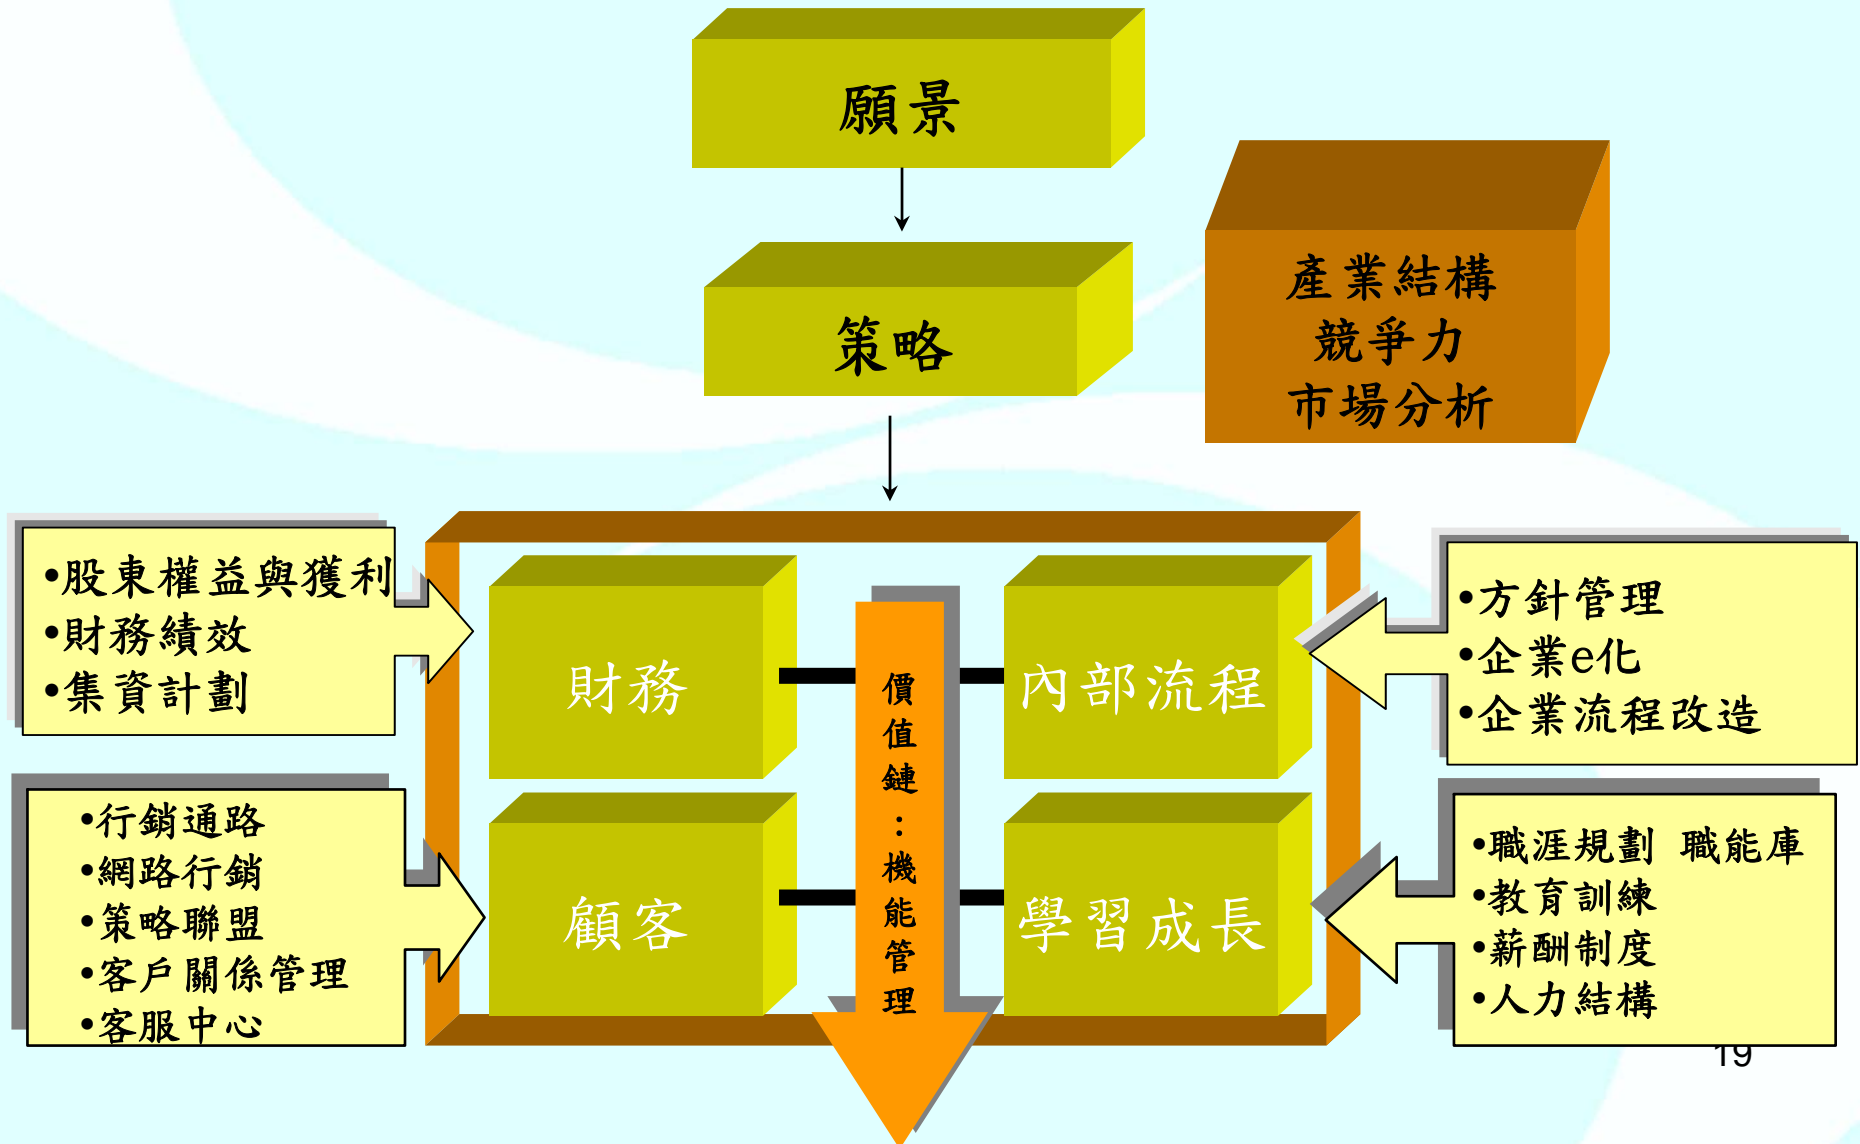 願景
策略
產業結構
競爭力
市場分析
•股東權益與獲利
•財務績效
•集資計劃
財務
價值鏈：機能管理
內部流程
•方針管理
•企業e化
•企業流程改造
•行銷通路
•網路行銷
•策略聯盟
•客戶關係管理
•客服中心
顧客
學習成長
•職涯規劃 職能庫
•教育訓練
•薪酬制度
•人力結構
19